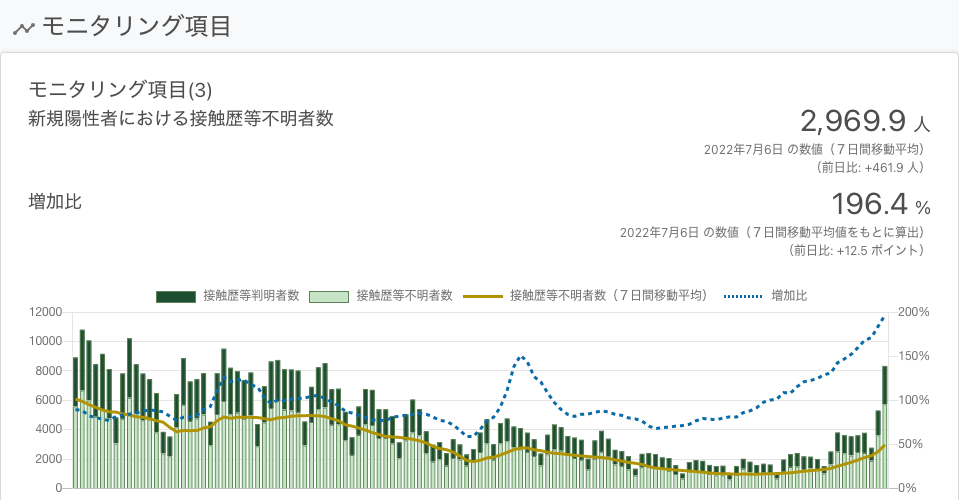 モニタリング項目
モニタリング項目(3)
新規陽性者における接触歴等不明者数
2,969.9 人
2022年7月6日 の数値（７日間移動平均）
（前日比: +461.9 人）
増加比
196.4 %
2022年7月6日 の数値（７日間移動平均値をもとに算出）
（前日比: +12.5 ポイント）
接触歴等判明者数 接触歴等不明者数 接触歴等不明者数（７日間移動平均） 増加比
12000 200%
10000
8000 150%
6000 100%
4000
2000 50%
0 0%